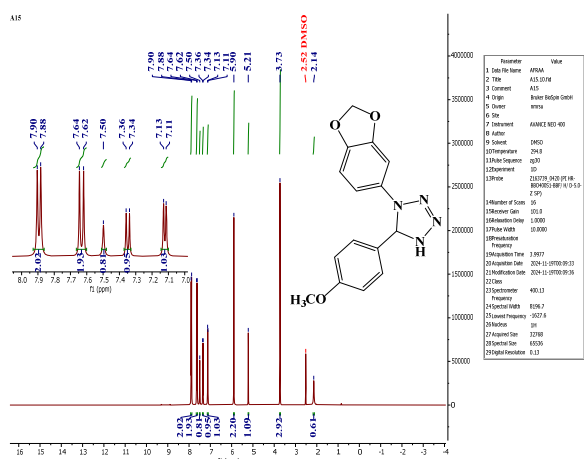 A15
7.90
7.88
7.64
7.62
7.50
7.36
7.34
7.13
7.11
5.90
5.21
3.73
2.52 DMSO
2.14
7.90
7.88
7.64
7.62
7.50
7.36
7.34
7.13
7.11
2.02
1.93
0.81
0.95
1.03
7.9 7.8 7.7 7.6 7.5 7.4 7.3 7.2 7.1 7.0
f1 (ppm)
O
O
N
N
N
NH
H3CO
4000000
3500000
3000000
2500000
2000000
1500000
1000000
500000
0
2.02
1.93
0.81
0.95
1.03
2.20
1.09
2.92
0.61
16 15 14 13 12 11 10 9 8 7 6 5 4 3 2 1 0 -1 -2 -3 -4
Parameter Value
1 Data File Name AFRAA
2 Title A15.10.fid
3 Comment A15
4 Origin Bruker BioSpin GmbH
5 Owner nmrsu
6 Site
7 Instrument AVANCE NEO 400
8 Author
9 Solvent DMSO
10 Temperature 294.8
11 Pulse Sequence zg30
12 Experiment 1D
13 Probe
14 Number of Scans 16
15 Receiver Gain 101.0
16 Relaxation Delay 1.0000
17 Pulse Width 10.0000
18 Presaturation
Frequency
19 Acquisition Time 3.9977
20 Acquisition Date
21 Modification Date
22 Class
23 Spectrometer 400.13
Frequency
24 Spectral Width 8196.7
25 Lowest Frequency -1627.6
26 Nucleus 1H
27 Acquired Size 32768
28 Spectral Size 65536
29 Digital Resolution 0.13